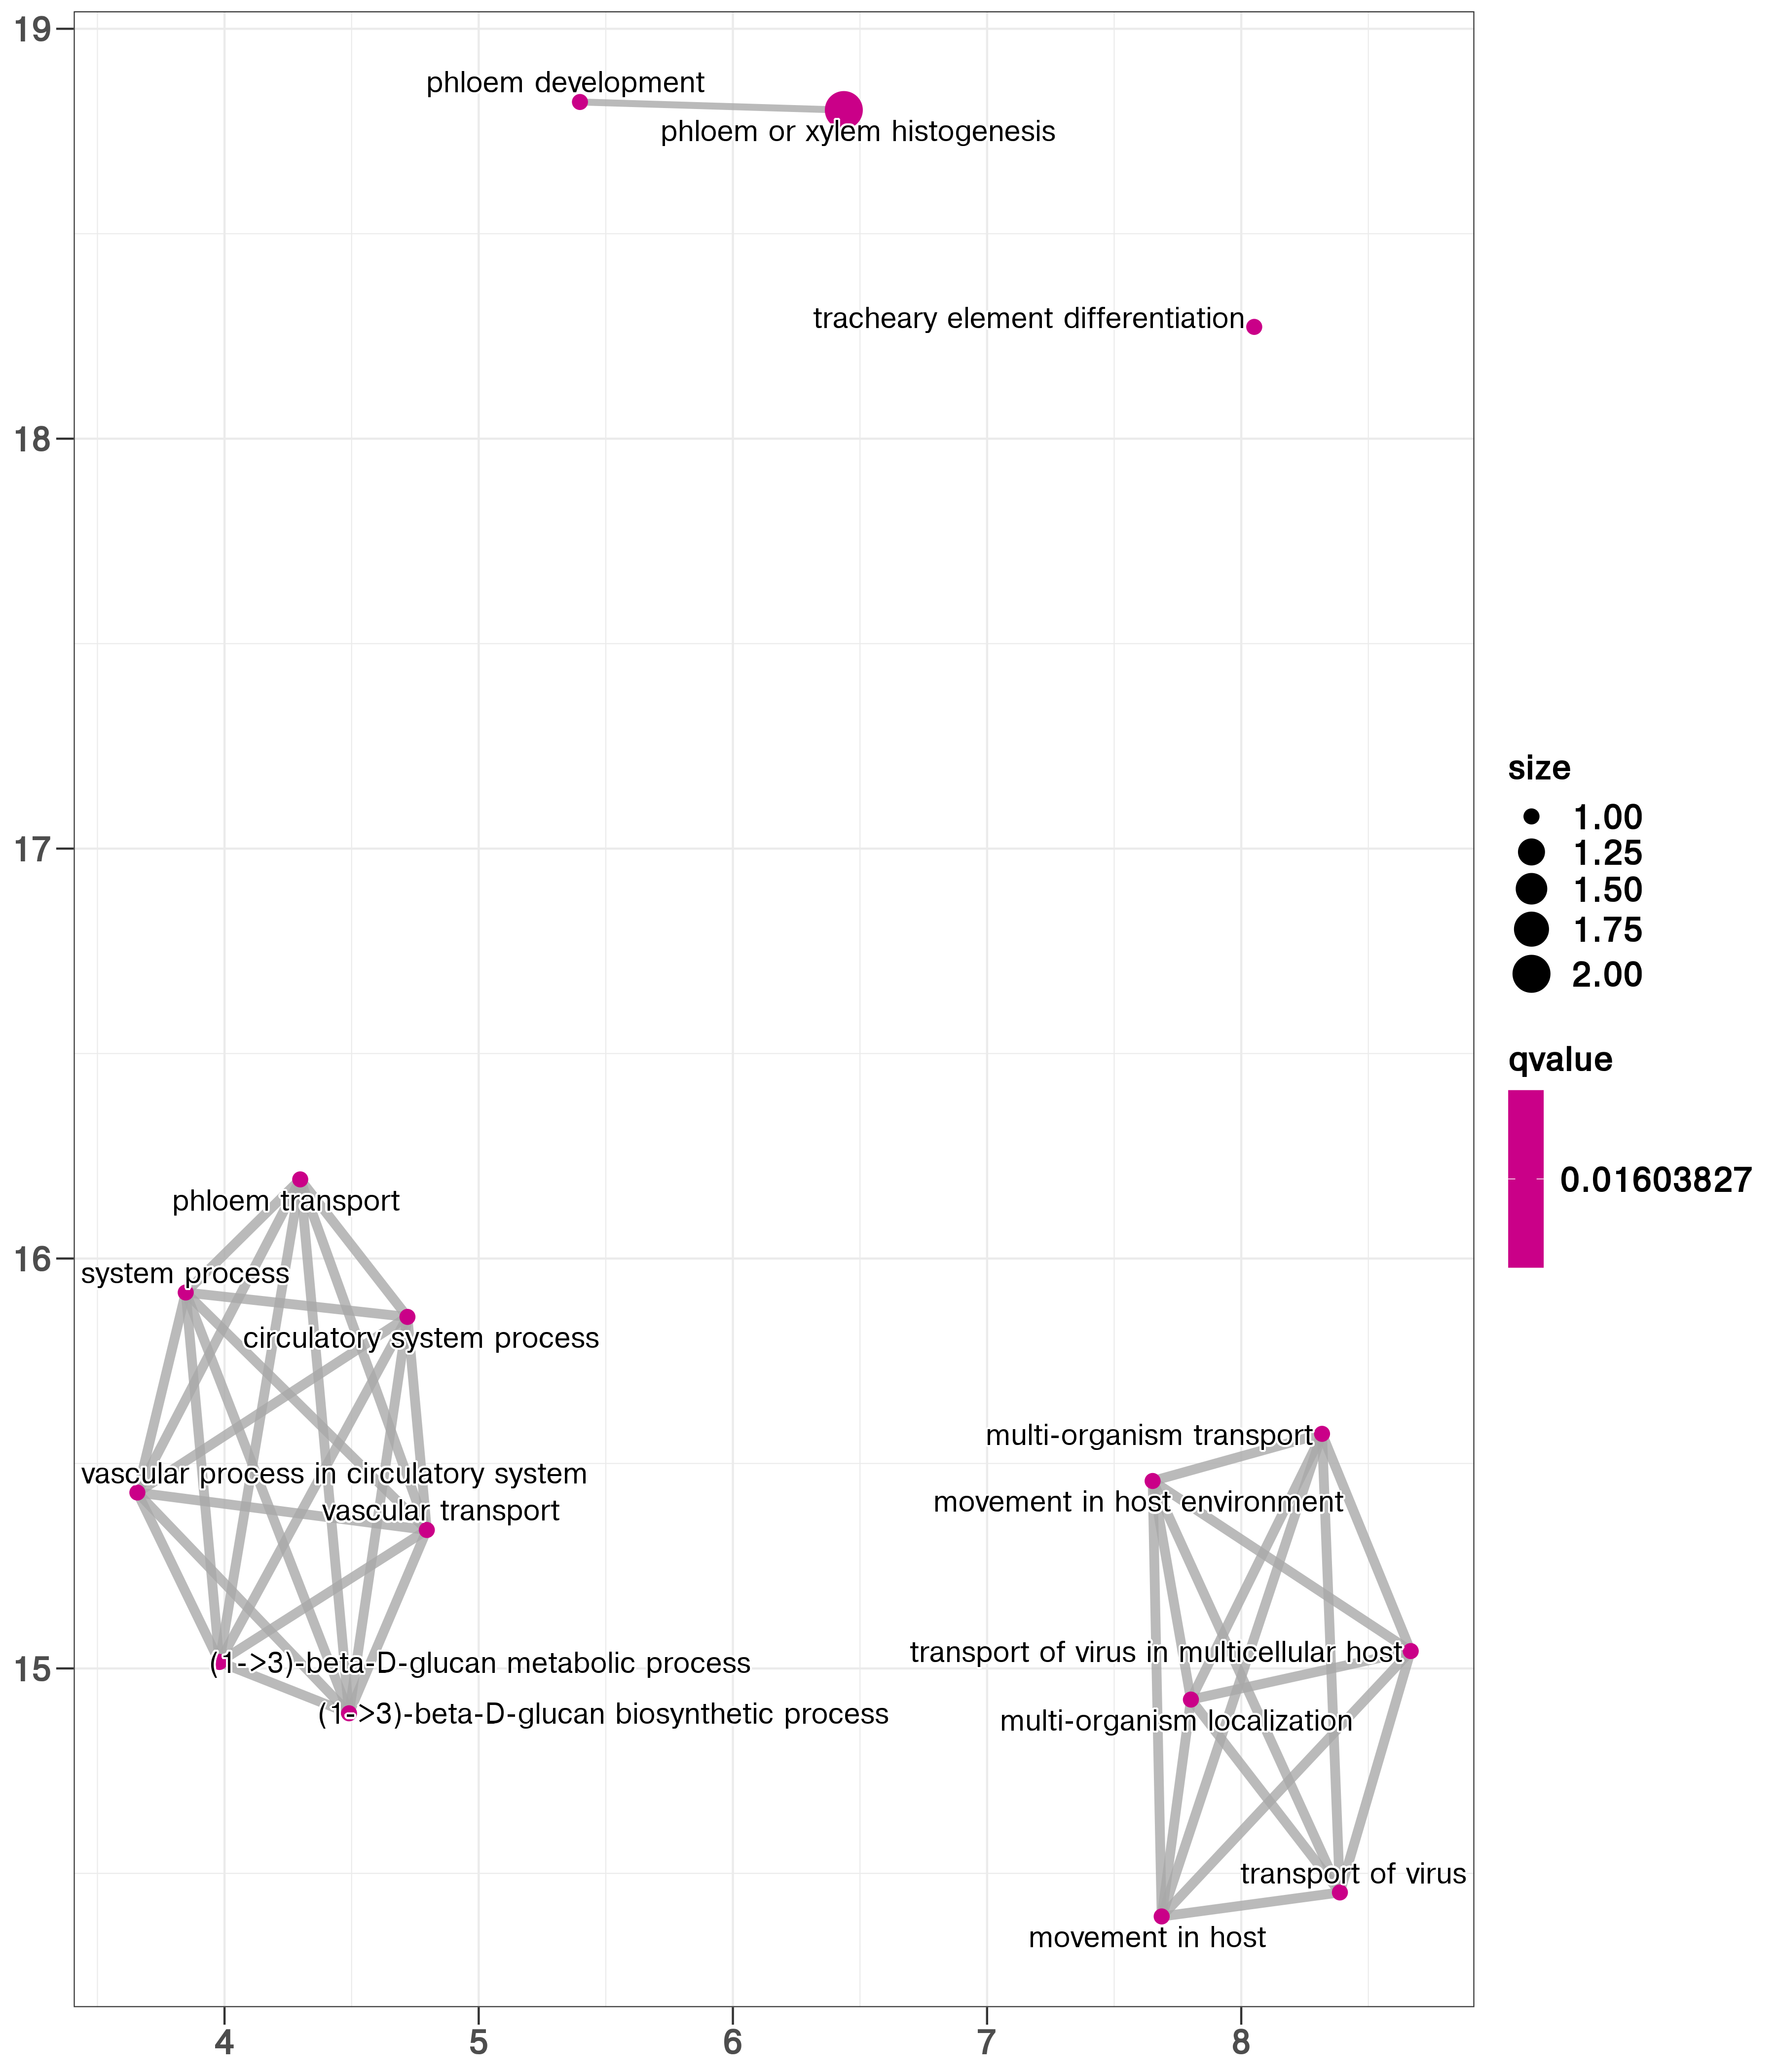 19
phloem development
phloem or xylem histogenesis
tracheary element differentiation
18
17
size
1.00
1.25
1.50
1.75
2.00
qvalue
0.01603827
phloem transport
16
system process
circulatory system process
multi-organism transport
vascular process in circulatory system
movement in host environment
vascular transport
transport of virus in multicellular host
15
(1->3)-beta-D-glucan metabolic process
(1->3)-beta-D-glucan biosynthetic process
multi-organism localization
transport of virus
movement in host
4 5 6 7 8